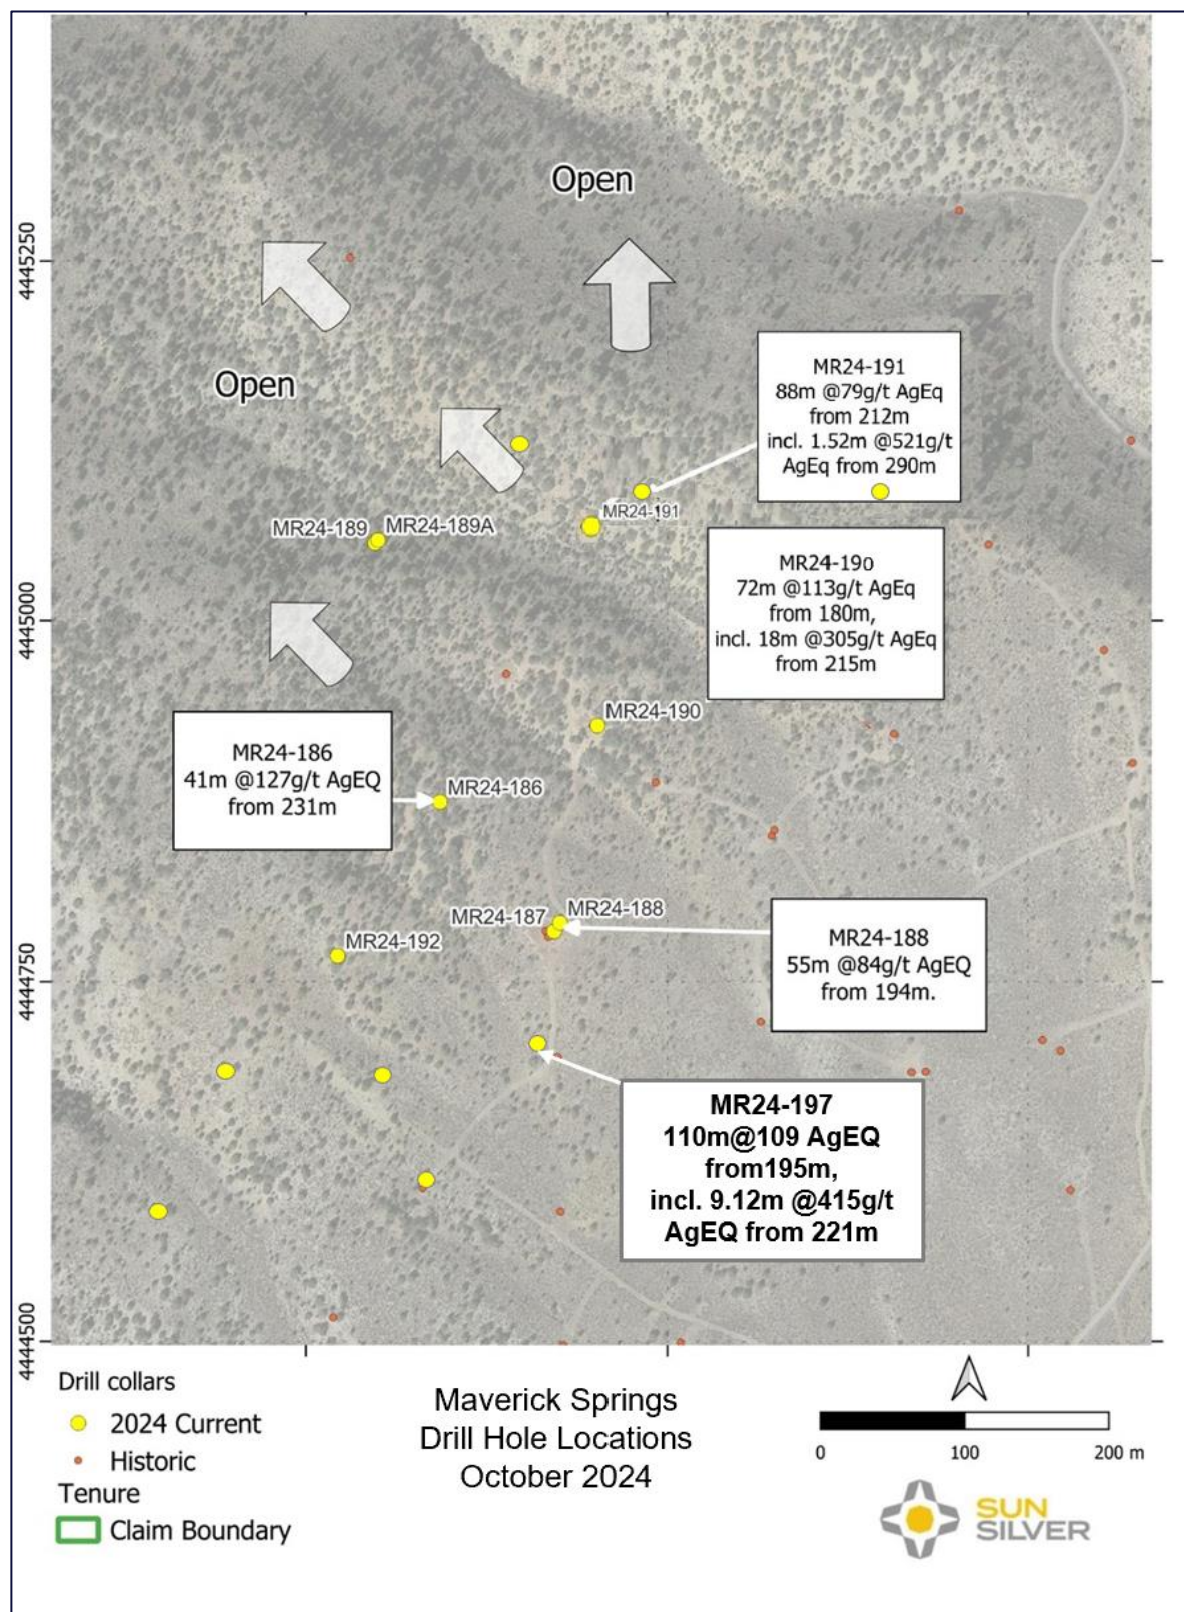 Open
4445250
MR24-191
88m @79g/t AgEq
from 212m
incl. 1.52m @521g/t
AgEq from 290m
Open
MR24-191
MR24-189
MR24-189A
MR24-19o
72m @113g/t AgEq
from 180m,
incl. 18m @305g/t AgEq
from 215m
4445000
MR24-190
MR24-186
41m @127g/t AgEQ
from 231m
MR24-186
MR24-187
MR24-188
MR24-188
55m @84g/t AgEQ
from 194m.
MR24-192
4444750
MR24-197
110m@109 AgEQ
from195m,
incl. 9.12m @415g/t
AgEQ from 221m
4444500
Drill collars
2024 Current
Historic
Tenure
Claim Boundary
Maverick Springs
Drill Hole Locations
October 2024
0 100 200 m
SUN
SILVER